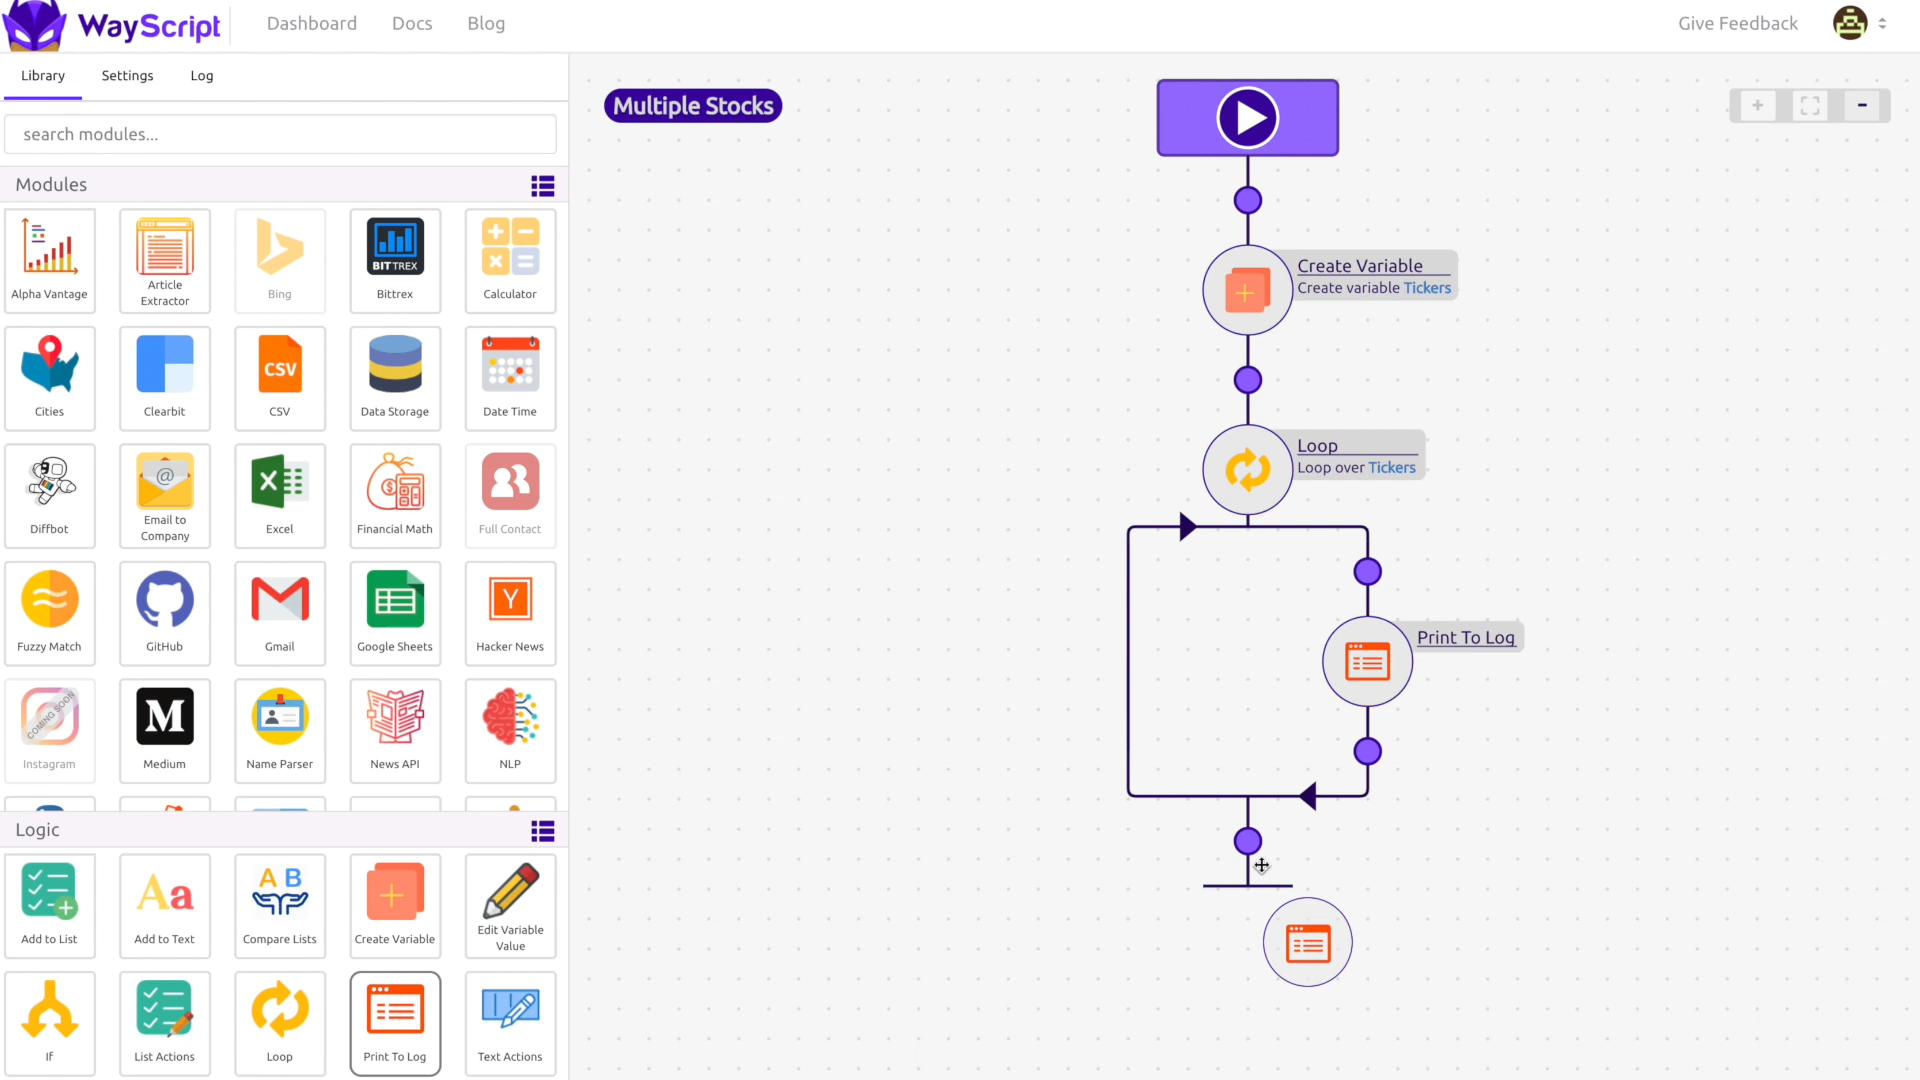 WayScript
Dashboard
Docs
Blog
Give Feedback
Library
Settings
Log
search modules...
Modules
Multiple Stocks
Alpha Vantage
Article
Extractor
Bing
BITTREX
Bittrex
Calculator
Create Variable
Create variable Tickers
Cities
Clearbit
CSV
CSV
Data Storage
Date Time
Loop
Loop over Tickers
Diffbot
@
Email to
Company
X
Excel
$
Financial Math
Full Contact
Fuzzy Match
GitHub
Gmail
Google Sheets
Y
Hacker News
Print To Log
COMING SOON
Instagram
M
Medium
Name Parser
News API
NLP
Logic
Add to List
Aa
Add to Text
A B
Compare Lists
Create Variable
Edit Variable
Value
If
List Actions
Loop
Print To Log
Text Actions